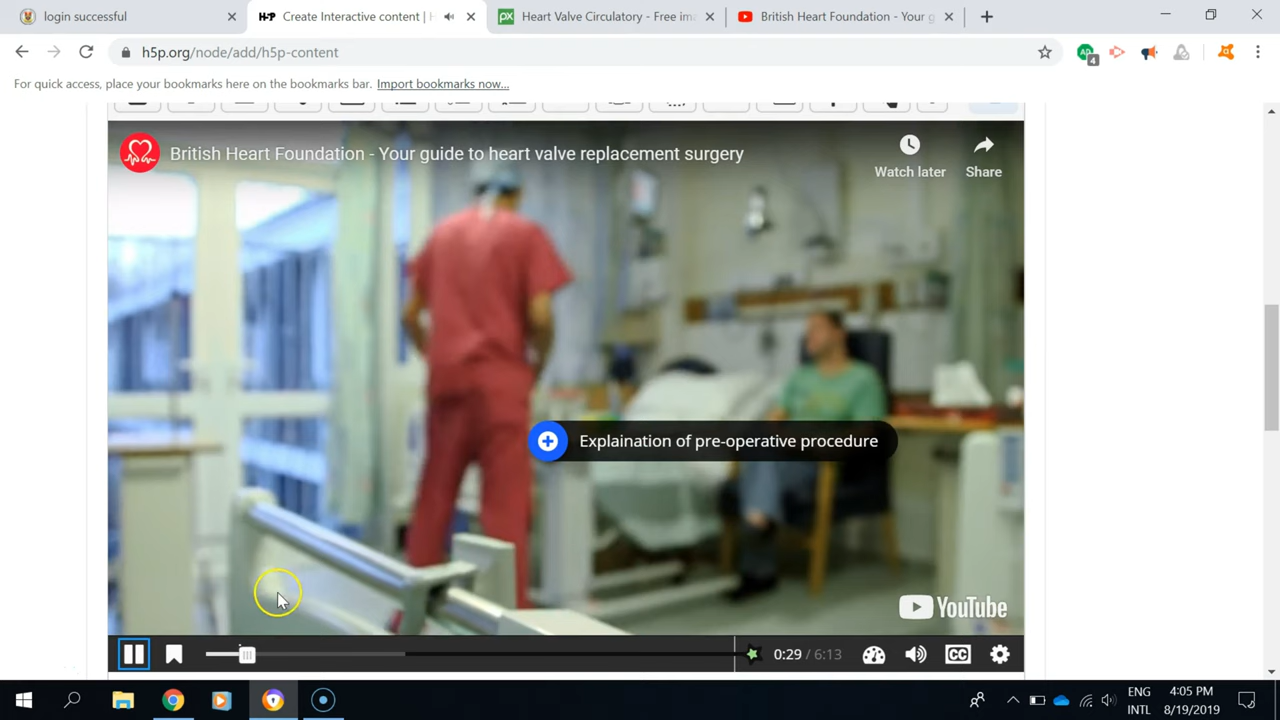 login successful
H-P Create Interactive content | H
px Heart Valve Circulatory - Free im
British Heart Foundation - Your g
h5p.org/node/add/h5p-content
4
For quick access, place your bookmarks here on the bookmarks bar. Import bookmarks now...
British Heart Foundation - Your guide to heart valve replacement surgery
Watch later
Share
Explaination of pre-operative procedure
YouTube
0:29 / 6:13
CC
ENG
INTL
4:05 PM
8/19/2019